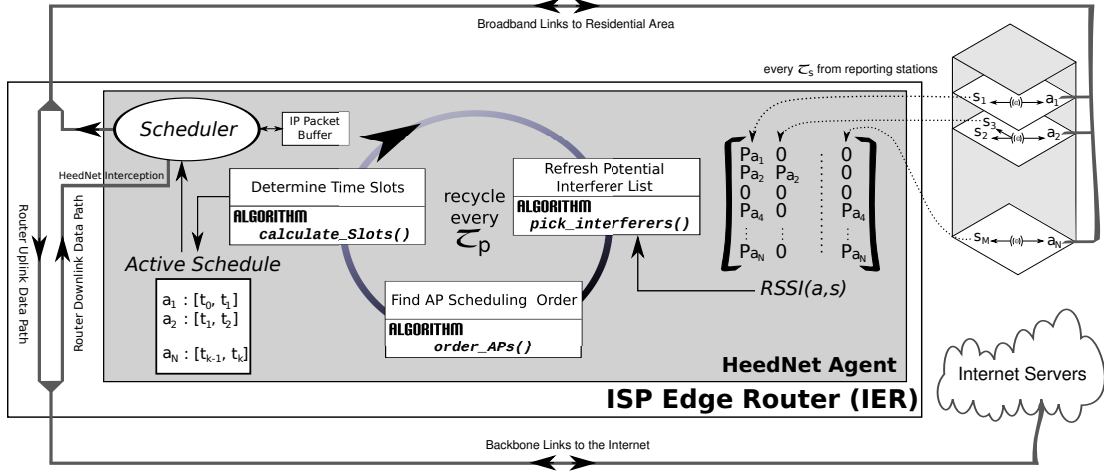 Broadband Links to Residential Area
every τs from reporting stations
s1 ((o)) a1
s3
s2 ((o)) a2
sM ((o)) aN
Scheduler
IP Packet
Buffer
HeedNet Interception
Router Uplink Data Path
Router Downlink Data Path
Determine Time Slots
ALGORITHM
calculate_Slots()
recycle
every
τp
Refresh Potential
Interferer List
ALGORITHM
pick_interferers()
Pa1 0 : 0
Pa2 Pa2 0
0 0 0
Pa4 0 Pa4
: :
PaN 0 : PaN
RSSI(a,s)
Active Schedule
a1 : [t0, t1]
a2 : [t1, t2]
aN : [tk-1, tk]
Find AP Scheduling Order
ALGORITHM
order_APs()
HeedNet Agent
ISP Edge Router (IER)
Internet Servers
Backbone Links to the Internet